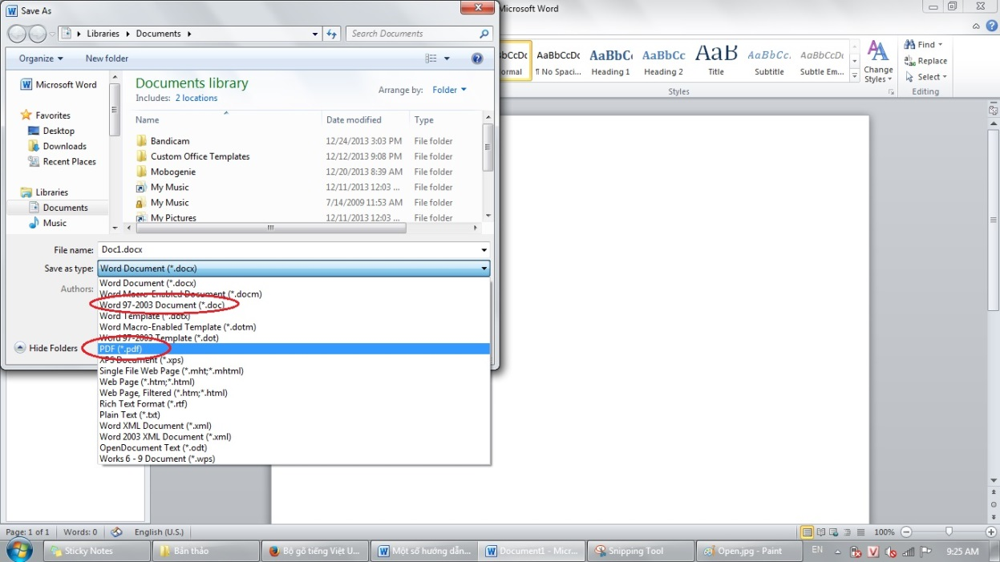 Save As
Microsoft Word
Libraries
Documents
Search Documents
Organize
New folder
Microsoft Word
Favorites
Desktop
Downloads
Recent Places
Libraries
Documents
Music
Documents library
Includes: 2 locations
Arrange by: Folder
Name Date modified Type
Bandicam 12/24/2013 3:03 PM File folder
Custom Office Templates 12/12/2013 9:08 PM File folder
Mobogenie 12/20/2013 8:39 AM File folder
My Music 12/11/2013 12:03 ... File folder
My Music 7/14/2009 11:53 AM File folder
My Pictures 12/11/2013 12:03 ... File folder
File name: Doc1.docx
Save as type: Word Document (*.docx)
Authors:
Word Document (*.docx)
Word Macro-Enabled Document (*.docm)
Word 97-2003 Document (*.doc)
Word Template (*.dotx)
Word Macro-Enabled Template (*.dotm)
Word 97-2003 Template (*.dot)
PDF (*.pdf)
XPS Document (*.xps)
Single File Web Page (*.mht;*.mhtml)
Web Page (*.htm;*.html)
Web Page, Filtered (*.htm;*.html)
Rich Text Format (*.rtf)
Plain Text (*.txt)
Word XML Document (*.xml)
Word 2003 XML Document (*.xml)
OpenDocument Text (*.odt)
Works 6 - 9 Document (*.wps)
Hide Folders
AaBbCcDc AaBbC AaBbCc AaB AaBbCc. AaBbCcDc
¶ No Spaci... Heading 1 Heading 2 Title Subtitle Subtle Em...
Change
Styles
Styles
Find
Replace
Select
Editing
Page: 1 of 1 Words: 0 English (U.S.) 100%
Sticky Notes Bản thảo Bộ gõ tiếng Việt U... Một số hướng dẫn... Document1 - Micr... Snipping Tool Open.jpg - Paint EN 9:25 AM